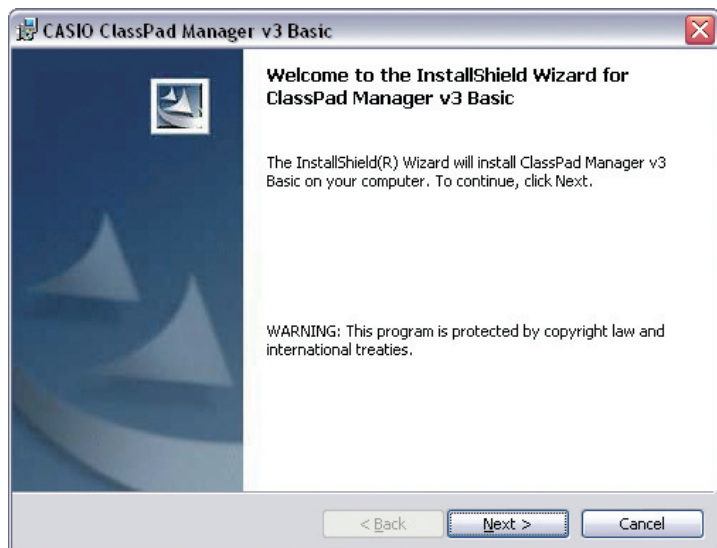 CASIO ClassPad Manager v3 Basic
Welcome to the InstallShield Wizard for
ClassPad Manager v3 Basic
The InstallShield(R) Wizard will install ClassPad Manager v3
Basic on your computer. To continue, click Next.
WARNING: This program is protected by copyright law and
international treaties.
< Back
Next >
Cancel